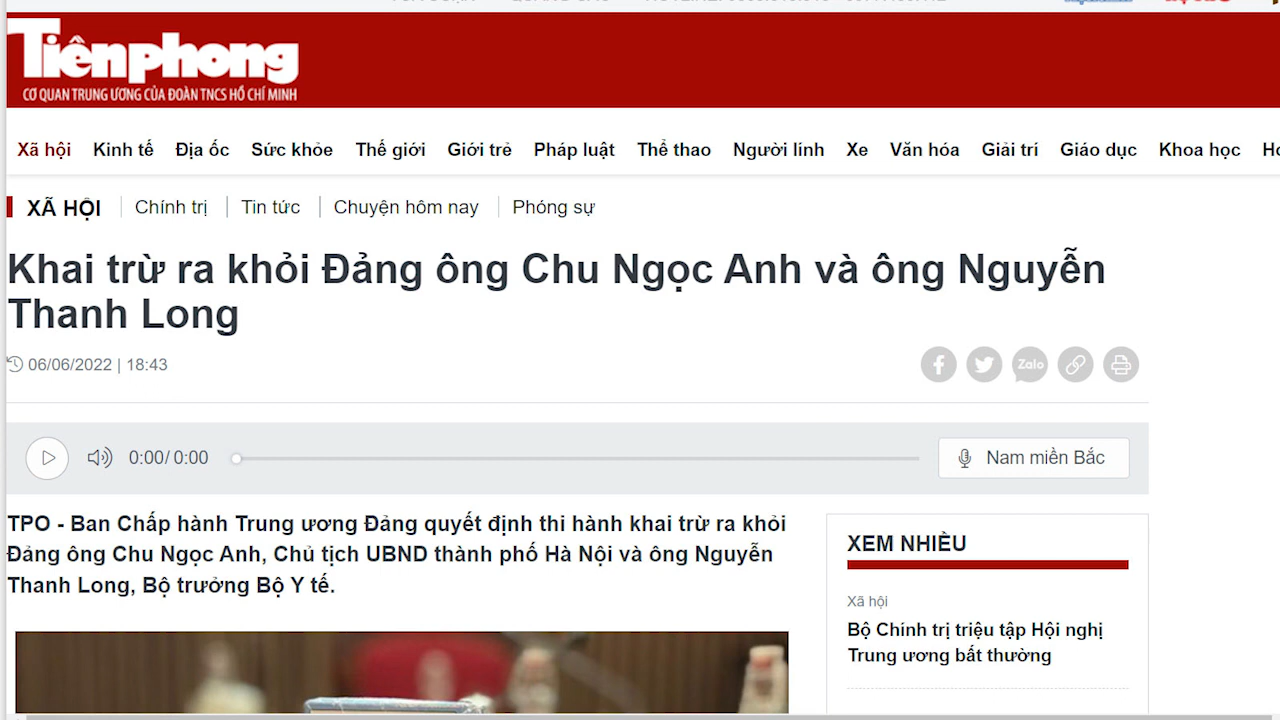 Tiênphong
CƠ QUAN TRUNG ƯƠNG CỦA ĐOÀN TNCS HỒ CHÍ MINH
Xã hội Kinh tế Địa ốc Sức khỏe Thế giới Giới trẻ Pháp luật Thể thao Người lính Xe Văn hóa Giải trí Giáo dục Khoa học
XÃ HỘI Chính trị Tin tức Chuyện hôm nay Phóng sự
Khai trừ ra khỏi Đảng ông Chu Ngọc Anh và ông Nguyễn
Thanh Long
06/06/2022 | 18:43
Zalo
0:00/ 0:00 Nam miền Bắc
TPO - Ban Chấp hành Trung ương Đảng quyết định thi hành khai trừ ra khỏi
Đảng ông Chu Ngọc Anh, Chủ tịch UBND thành phố Hà Nội và ông Nguyễn
Thanh Long, Bộ trưởng Bộ Y tế.
XEM NHIỀU
Xã hội
Bộ Chính trị triệu tập Hội nghị
Trung ương bất thường